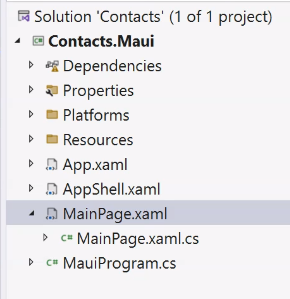 Solution 'Contacts' (1 of 1 project)
Contacts.Maui
Dependencies
Properties
Platforms
Resources
App.xaml
AppShell.xaml
MainPage.xaml
C# MainPage.xaml.cs
C# MauiProgram.cs